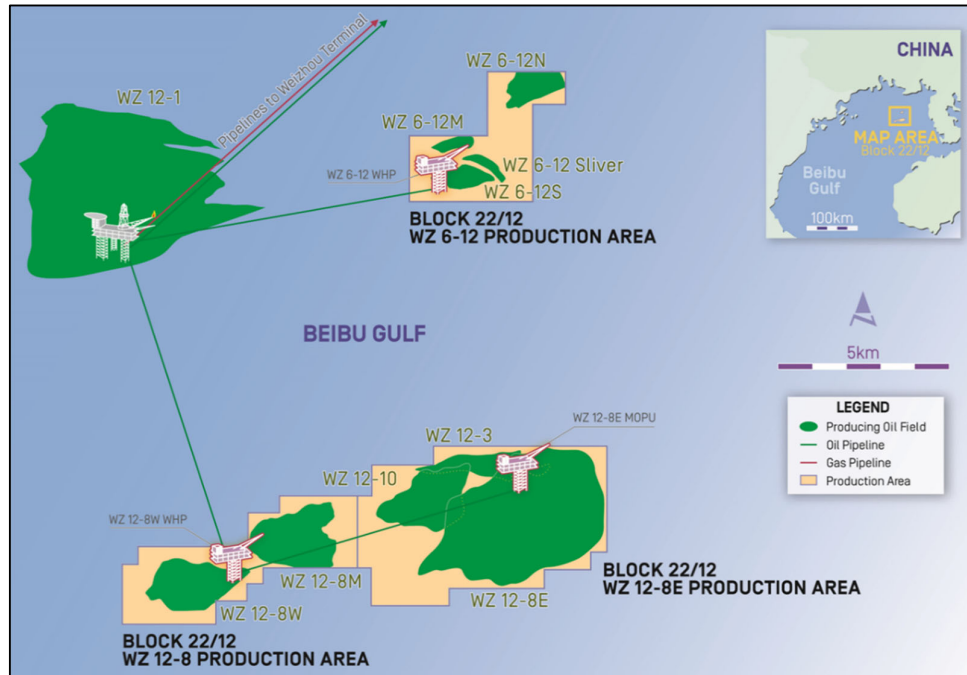 WZ 12-1
Pipelines to Weizhou Terminal
WZ 6-12N
WZ 6-12M
WZ 6-12 WHP
WZ 6-12 Sliver
WZ 6-12S
BLOCK 22/12
WZ 6-12 PRODUCTION AREA
CHINA
MAP AREA
Block 22/12
Beibu
Gulf
100km
BEIBU GULF
5km
LEGEND
Producing Oil Field
Oil Pipeline
Gas Pipeline
Production Area
WZ 12-8E MOPU
WZ 12-3
WZ 12-10
WZ 12-8W WHP
WZ 12-8M
WZ 12-8W
WZ 12-8E
BLOCK 22/12
WZ 12-8E PRODUCTION AREA
BLOCK 22/12
WZ 12-8 PRODUCTION AREA